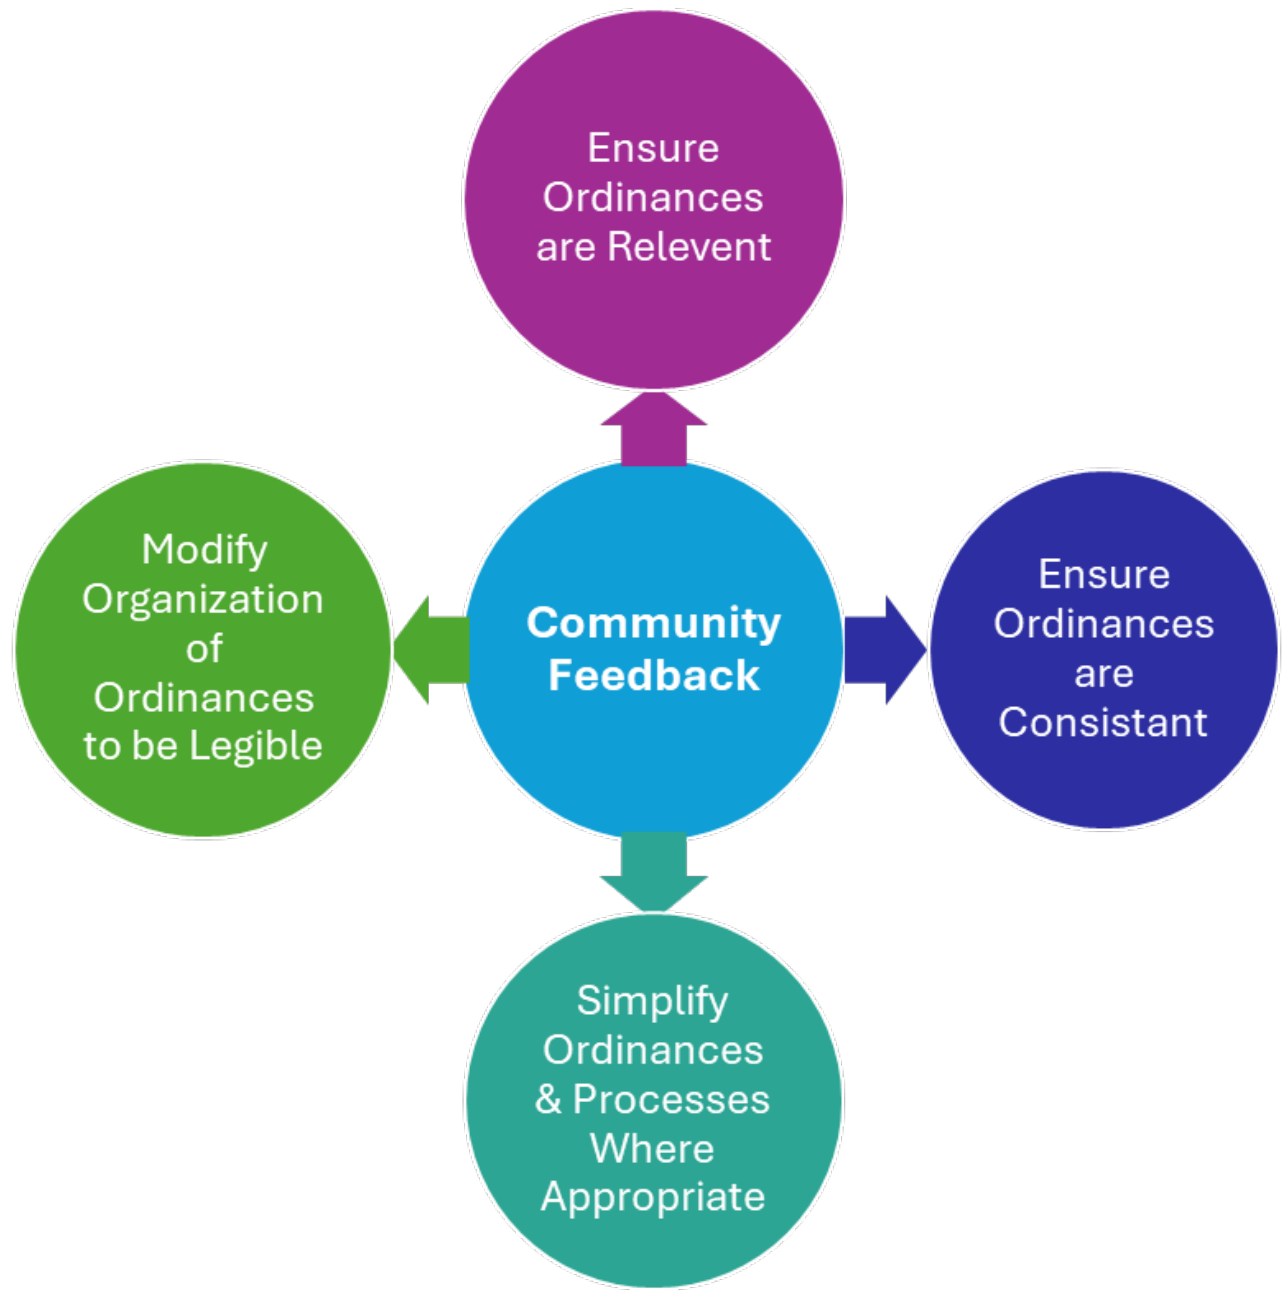 Ensure
Ordinances
are Relevent
Modify
Organization
of
Ordinances
to be Legible
Community
Feedback
Ensure
Ordinances
are
Consistant
Simplify
Ordinances
& Processes
Where
Appropriate